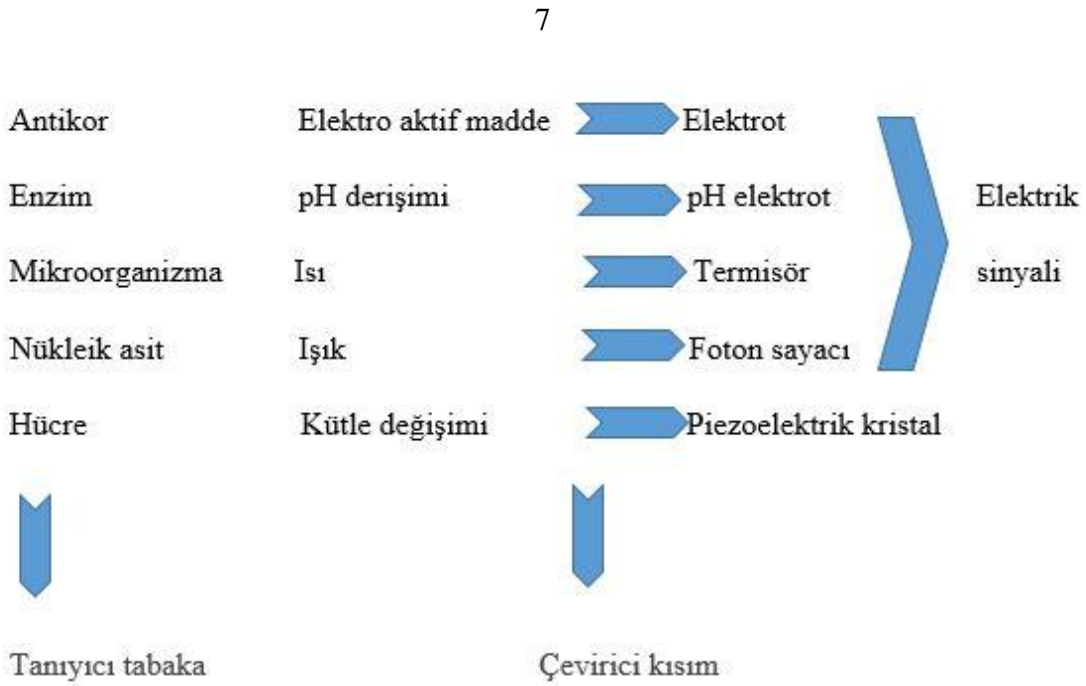 7
Antikor Elektro aktif madde Elektrot
Enzim pH derişimi pH elektrot Elektrik
Mikroorganizma Isı Termisör sinyali
Nükleik asit Işık Foton sayacı
Hücre Kütle değişimi Piezoelektrik kristal
Tanıyıcı tabaka Çevirici kısım